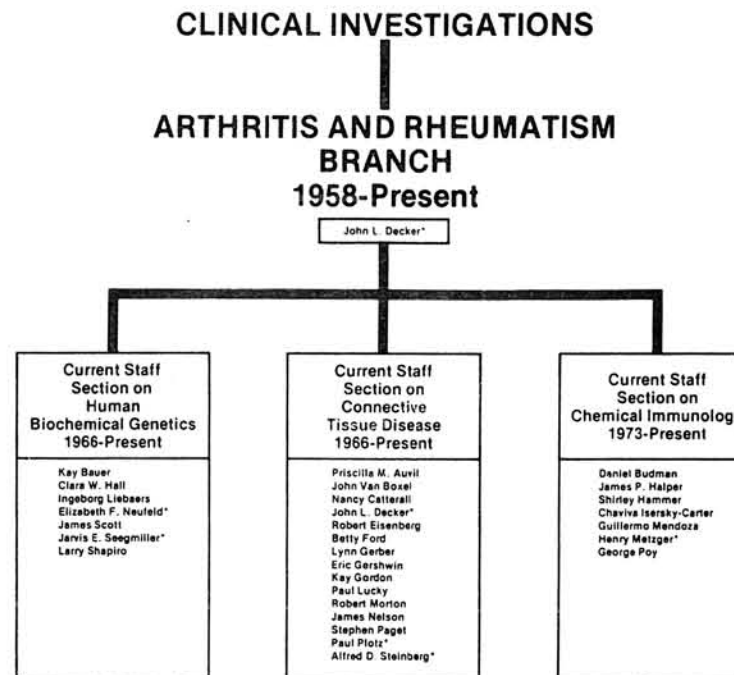 CLINICAL INVESTIGATIONS
ARTHRITIS AND RHEUMATISM
BRANCH
1958-Present
John L. Decker*
Current Staff
Section on
Human
Biochemical Genetics
1966-Present
Kay Bauer
Clara W. Hall
Ingeborg Liebaers
Elizabeth F. Neufeld*
James Scott
Jarvis E. Seegmiller*
Larry Shapiro
Current Staff
Section on
Connective
Tissue Disease
1966-Present
Priscilla M. Auvil
John Van Boxel
Nancy Catterall
John L. Decker*
Robert Eisenberg
Betty Ford
Lynn Gerber
Eric Gershwin
Kay Gordon
Paul Lucky
Robert Morton
James Nelson
Stephen Paget
Paul Plotz*
Alfred D. Steinberg*
Current Staff
Section on
Chemical Immunolog
1973-Present
Daniel Budman
James P. Halper
Shirley Hammer
Chaviva Isersky-Carter
Guillermo Mendoza
Henry Metzger*
George Poy